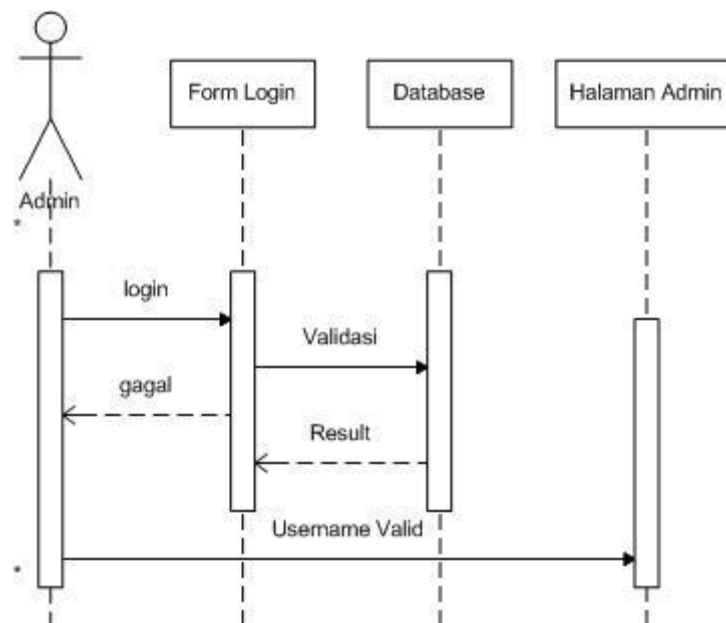 Form Login
Database
Halaman Admin
Admin
*
login
Validasi
gagal
Result
Username Valid
*